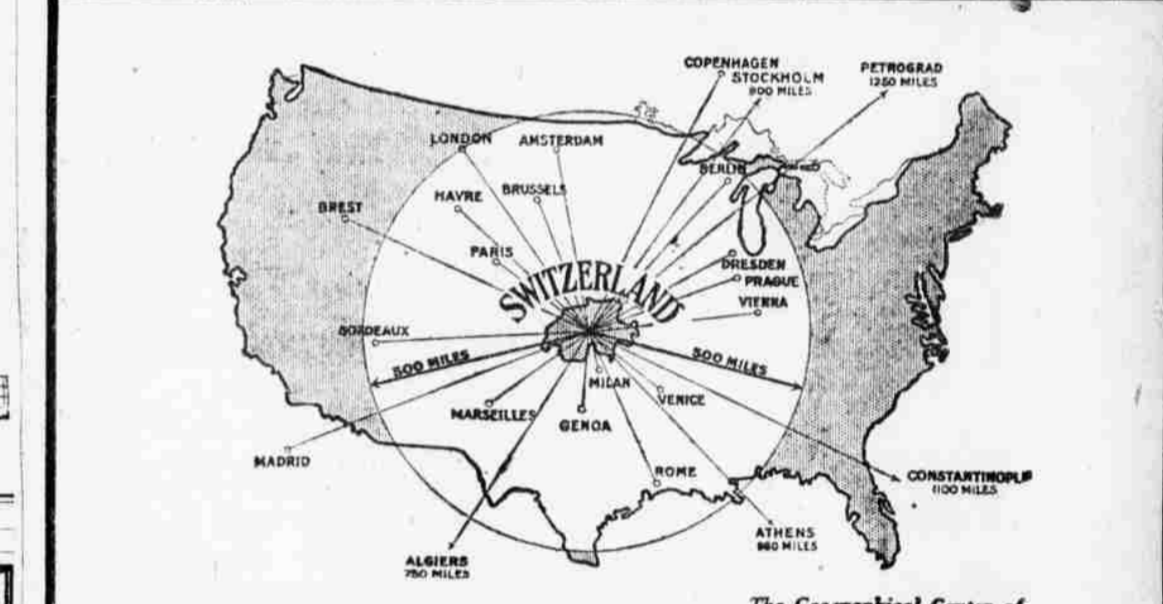 COPENHAGEN
STOCKHOLM
900 MILES
PETROGRAD
1250 MILES
LONDON
AMSTERDAM
BERLIN
HAVRE
BRUSSELS
BREST
PARIS
DRESDEN
PRAGUE
VIENNA
SWITZERLAND
BORDEAUX
500 MILES
500 MILES
MILAN
VENICE
MARSEILLES
GENOA
MADRID
ROME
CONSTANTINOPLE
1100 MILES
ATHENS
960 MILES
ALGIERS
750 MILES
The Geographical Center of